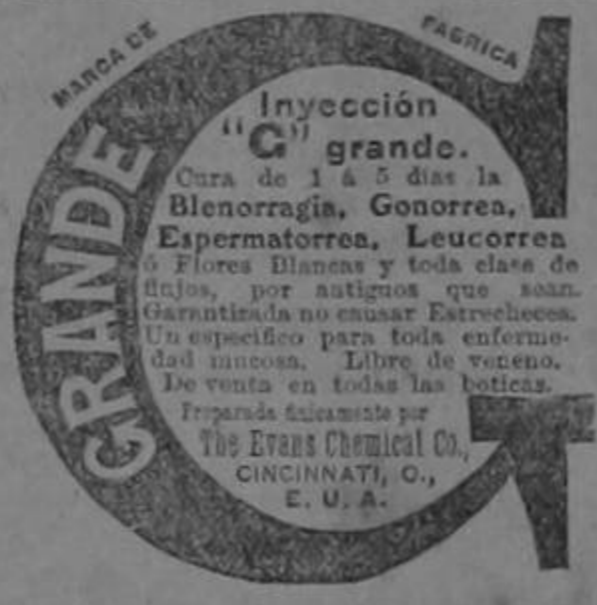 MARCA DE FABRICA
GRANDE
Inyección
"G" grande.
Cura de 1 á 5 días la
Blenorragia, Gonorrea,
Espermatorrea, Leucorrea
ó Flores Blancas y toda clase de
flujos, por antiguos que sean.
Garantizada no causar Estrecheces.
Un específico para toda enferme-
dad mucosa. Libre de veneno.
De venta en todas las boticas.
Preparada únicamente por
The Evans Chemical Co.,
CINCINNATI, O.,
E. U. A.